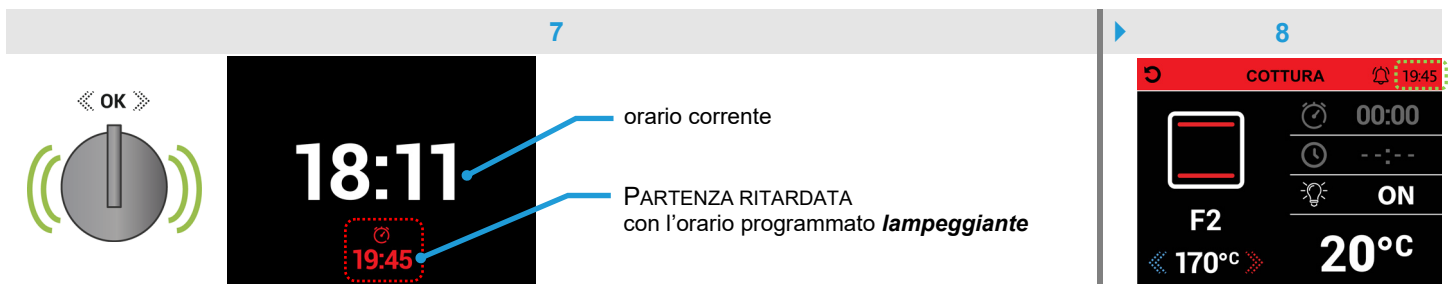 7
8
OK
18:11
19:45
orario corrente
PARTENZA RITARDATA
con l'orario programmato lampeggiante
COTTURA 19:45
00:00
--:--
ON
F2
170°C
20°C